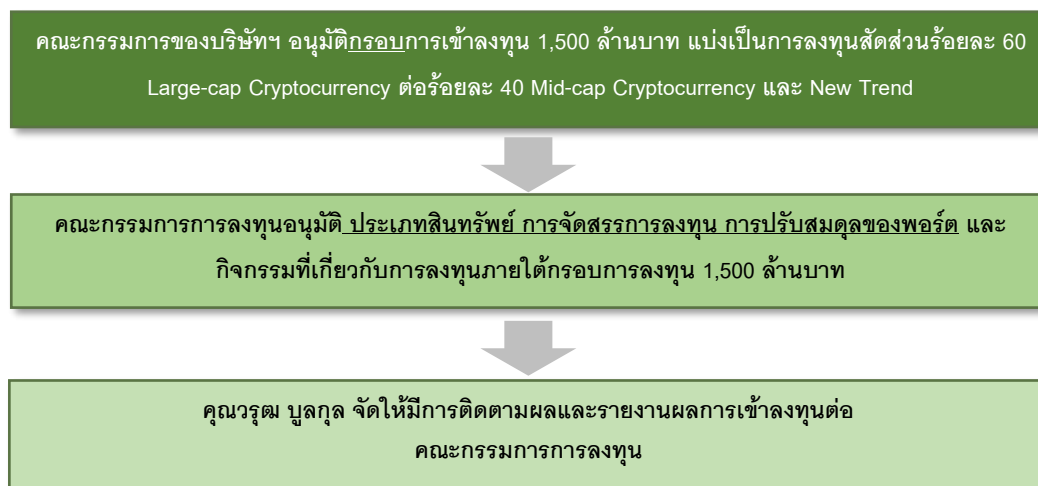 คณะกรรมการของบริษัทฯ อนุมัติกรอบการเข้าลงทุน 1,500 ล้านบาท แบ่งเป็นการลงทุนสัดส่วนร้อยละ 60
Large-cap Cryptocurrency ต่อร้อยละ 40 Mid-cap Cryptocurrency และ New Trend
คณะกรรมการการลงทุนอนุมัติ ประเภทสินทรัพย์ การจัดสรรการลงทุน การปรับสมดุลของพอร์ต และ
กิจกรรมที่เกี่ยวกับการลงทุนภายใต้กรอบการลงทุน 1,500 ล้านบาท
คุณวรุฒ บูลกุล จัดให้มีการติดตามผลและรายงานผลการเข้าลงทุนต่อ
คณะกรรมการการลงทุน